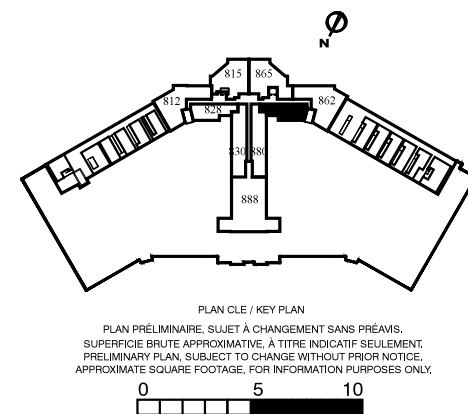 N
815 865
812 862
828
830 880
888
PLAN CLE / KEY PLAN
PLAN PRÉLIMINAIRE, SUJET À CHANGEMENT SANS PRÉAVIS.
SUPERFICIE BRUTE APPROXIMATIVE, À TITRE INDICATIF SEULEMENT.
PRELIMINARY PLAN, SUBJECT TO CHANGE WITHOUT PRIOR NOTICE.
APPROXIMATE SQUARE FOOTAGE, FOR INFORMATION PURPOSES ONLY.
0 5 10